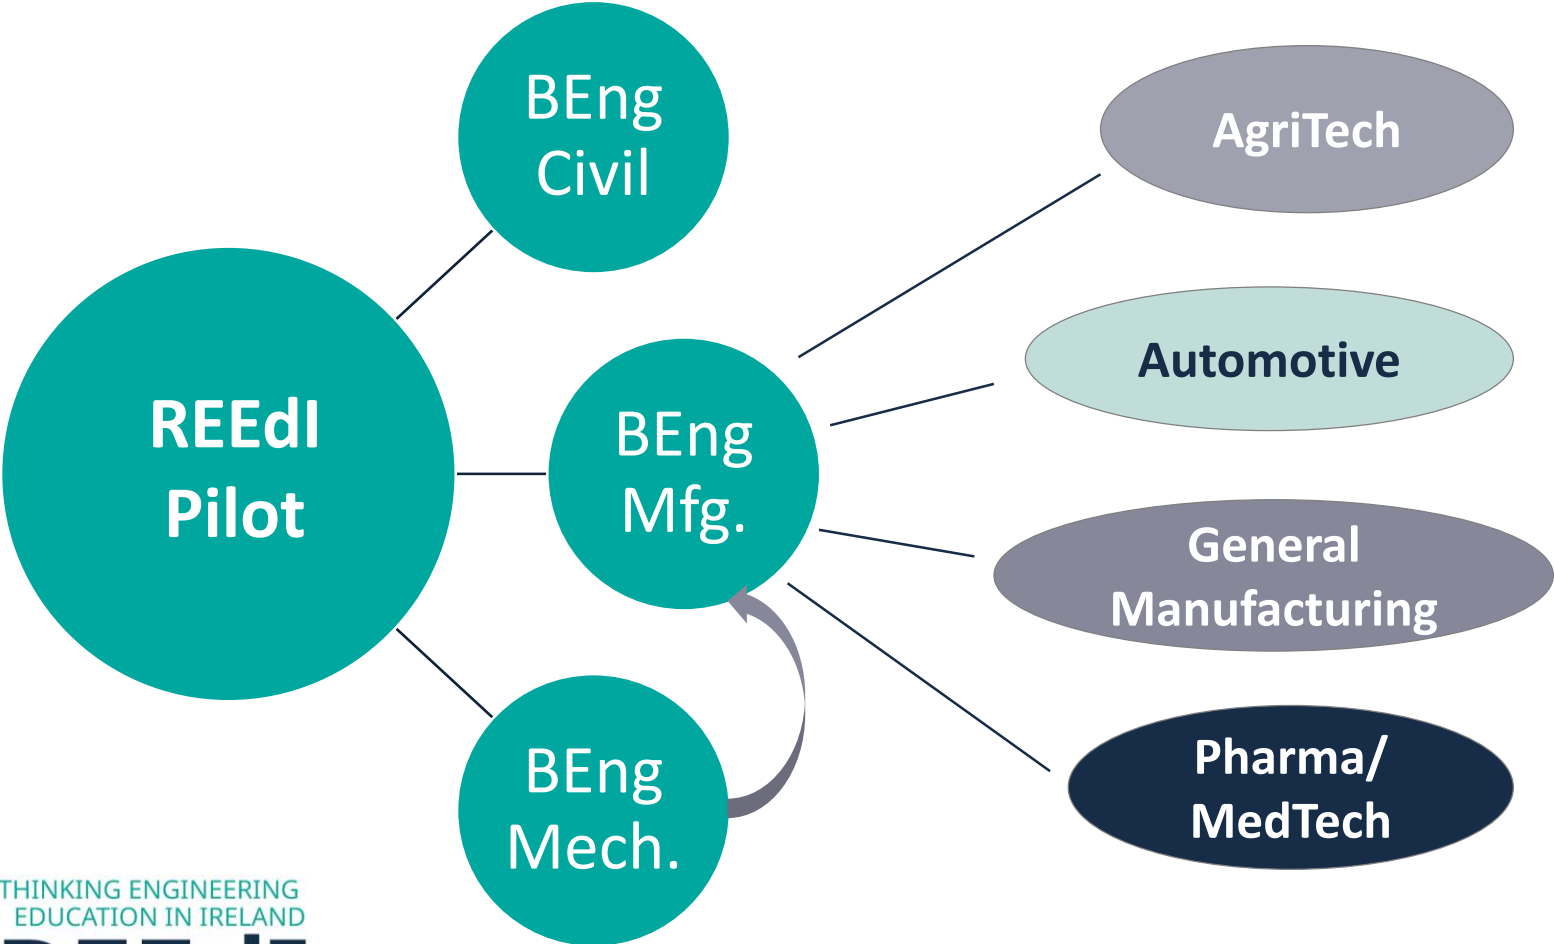 BEng
Civil
REEdI
Pilot
BEng
Mfg.
BEng
Mech.
AgriTech
Automotive
General
Manufacturing
Pharma/
MedTech
THINKING ENGINEERING
EDUCATION IN IRELAND